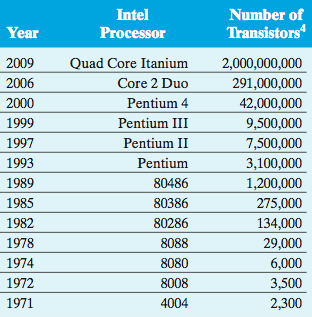 Year Intel Processor Number of Transistors4
2009 Quad Core Itanium 2,000,000,000
2006 Core 2 Duo 291,000,000
2000 Pentium 4 42,000,000
1999 Pentium III 9,500,000
1997 Pentium II 7,500,000
1993 Pentium 3,100,000
1989 80486 1,200,000
1985 80386 275,000
1982 80286 134,000
1978 8088 29,000
1974 8080 6,000
1972 8008 3,500
1971 4004 2,300